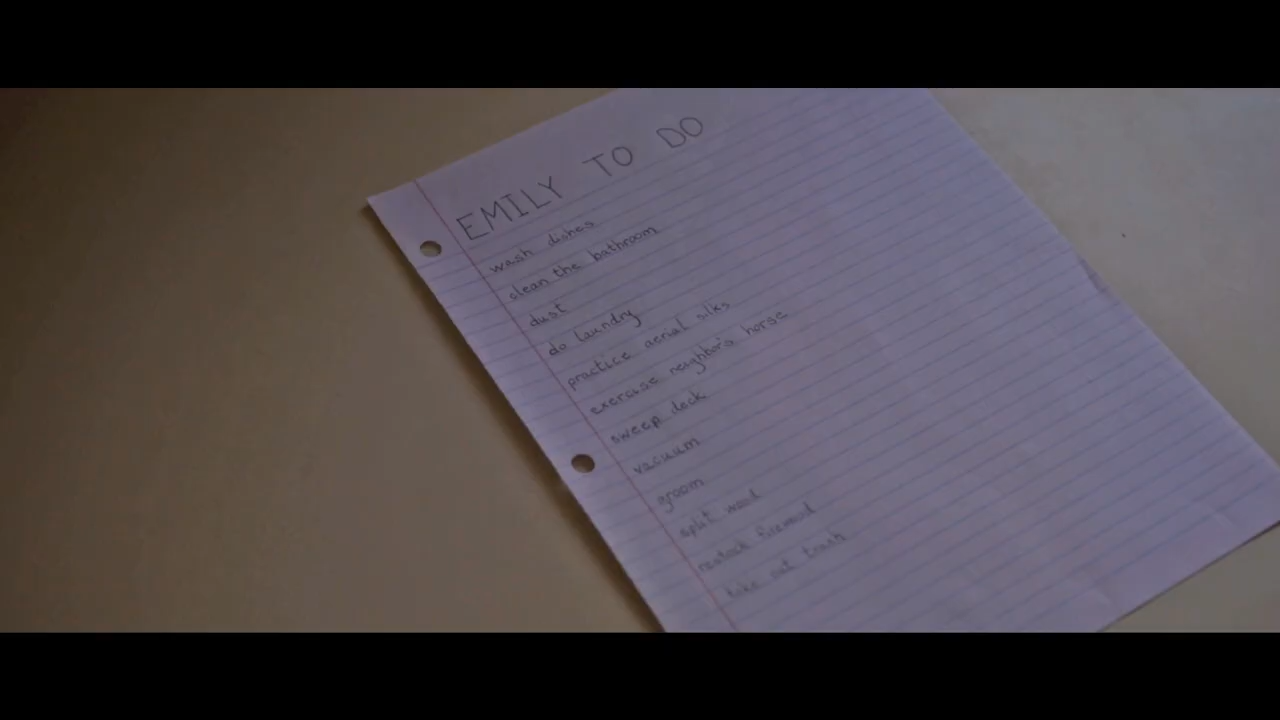 EMILY TO DO
wash dishes
clean the bathroom
dust
do laundry
practice aerial silks
exercise neighbor's horse
sweep deck
vacuum
groom
split wood
restock firewood
take out trash